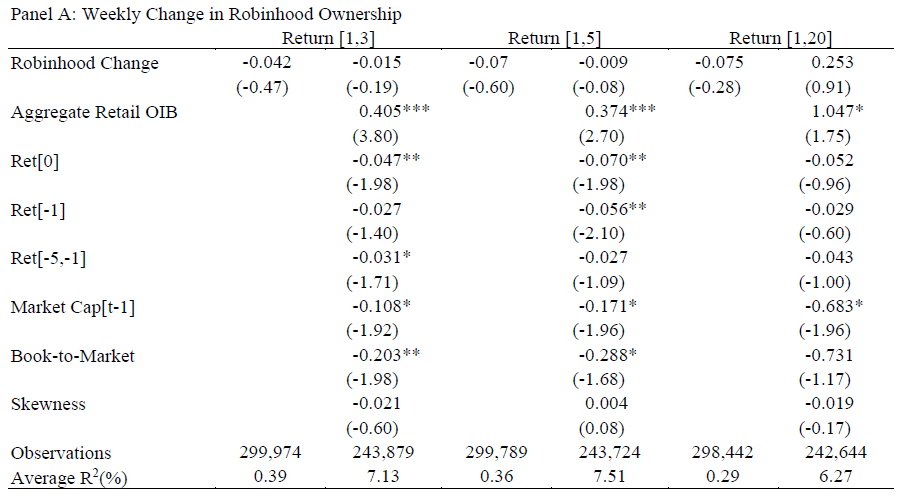 Panel A: Weekly Change in Robinhood Ownership
Return [1,3] Return [1,5] Return [1,20]
Robinhood Change -0.042 -0.015 -0.07 -0.009 -0.075 0.253
(-0.47) (-0.19) (-0.60) (-0.08) (-0.28) (0.91)
Aggregate Retail OIB 0.405*** 0.374*** 1.047*
(3.80) (2.70) (1.75)
Ret[0] -0.047** -0.070** -0.052
(-1.98) (-1.98) (-0.96)
Ret[-1] -0.027 -0.056** -0.029
(-1.40) (-2.10) (-0.60)
Ret[-5,-1] -0.031* -0.027 -0.043
(-1.71) (-1.09) (-1.00)
Market Cap[t-1] -0.108* -0.171* -0.683*
(-1.92) (-1.96) (-1.96)
Book-to-Market -0.203** -0.288* -0.731
(-1.98) (-1.68) (-1.17)
Skewness -0.021 0.004 -0.019
(-0.60) (0.08) (-0.17)
Observations 299,974 243,879 299,789 243,724 298,442 242,644
Average R²(%) 0.39 7.13 0.36 7.51 0.29 6.27